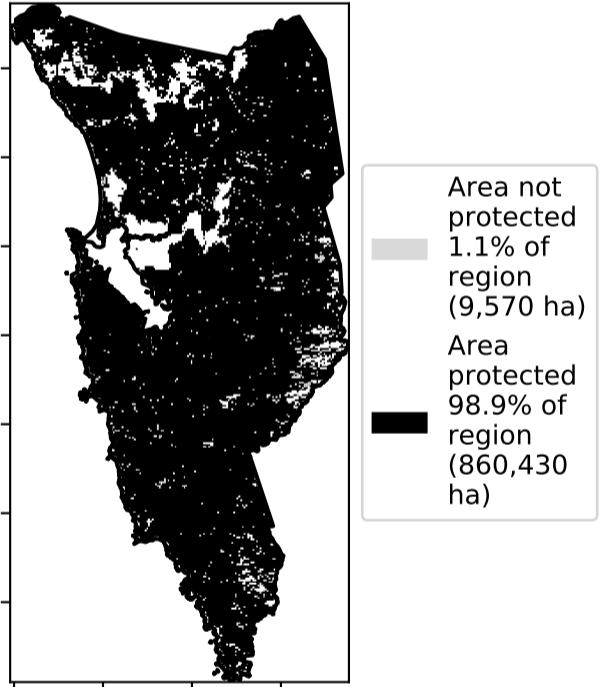 Area not
protected
1.1% of
region
(9,570 ha)
Area
protected
98.9% of
region
(860,430
ha)